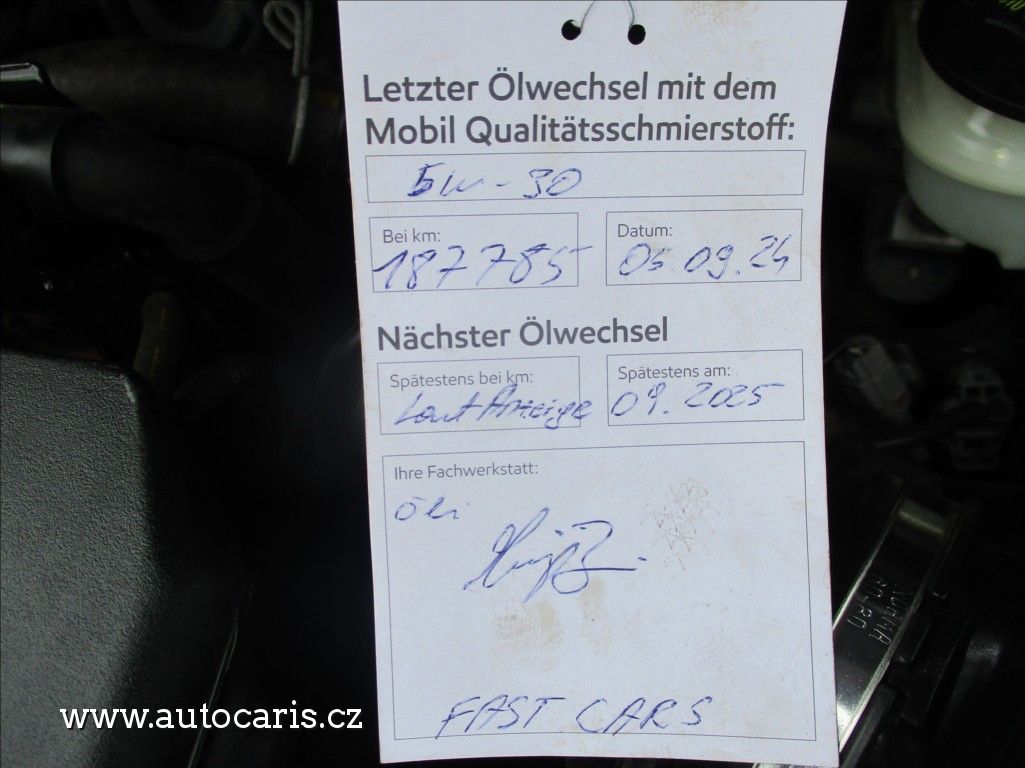 Letzter Ölwechsel mit dem
Mobil Qualitätsschmierstoff:
5W-30
Bei km:
187785
Datum:
05.09.24
Nächster Ölwechsel
Spätestens bei km:
Laut Anzeige
Spätestens am:
09.2025
Ihre Fachwerkstatt:
FAST CARS
www.autocaris.cz